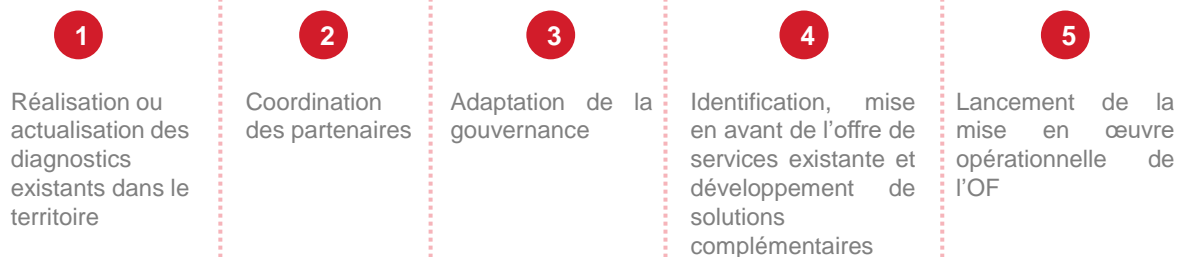 1
Réalisation ou
actualisation des
diagnostics
existants dans le
territoire
2
Coordination
des partenaires
3
Adaptation de la
gouvernance
4
Identification, mise
en avant de l’offre de
services existante et
développement de
solutions
complémentaires
5
Lancement de la
mise en œuvre
opérationnelle de
l’OF